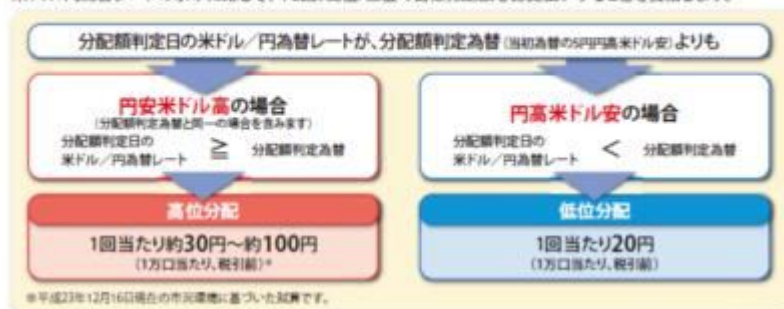 分配額判定日の米ドル／円為替レートが、分配額判定為替(当初為替の5円円高米ドル安)よりも
円安米ドル高の場合
(分配額判定為替と同一の場合を含みます)
分配額判定日の
米ドル／円為替レート ≧ 分配額判定為替
円高米ドル安の場合
分配額判定日の
米ドル／円為替レート < 分配額判定為替
高位分配
1回当たり約30円～約100円
(1万口当たり、税引前)*
低位分配
1回当たり20円
(1万口当たり、税引前)
※平成23年12月16日現在の市況環境に基づいた試算です。